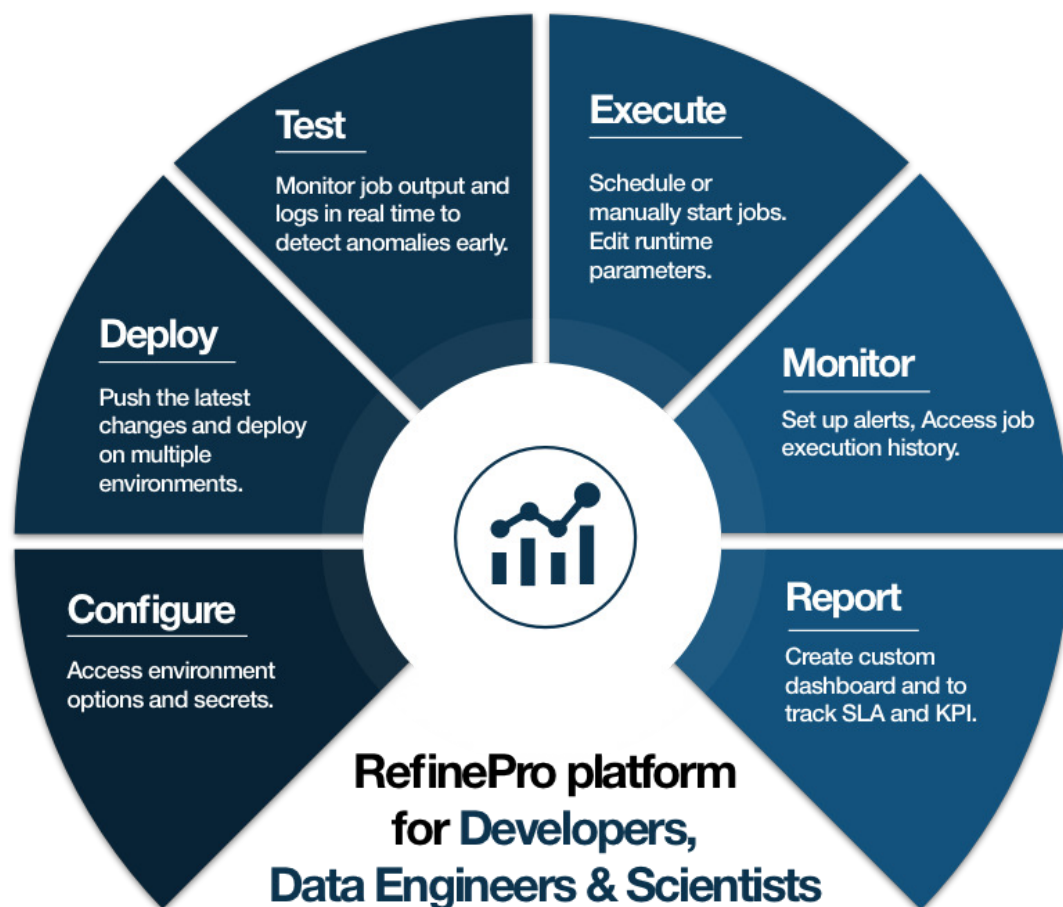 Test
Monitor job output and
logs in real time to
detect anomalies early.
Execute
Schedule or
manually start jobs.
Edit runtime
parameters.
Deploy
Push the latest
changes and deploy
on multiple
environments.
Monitor
Set up alerts, Access job
execution history.
Configure
Access environment
options and secrets.
Report
Create custom
dashboard and to
track SLA and KPI.
RefinePro platform
for Developers,
Data Engineers & Scientists